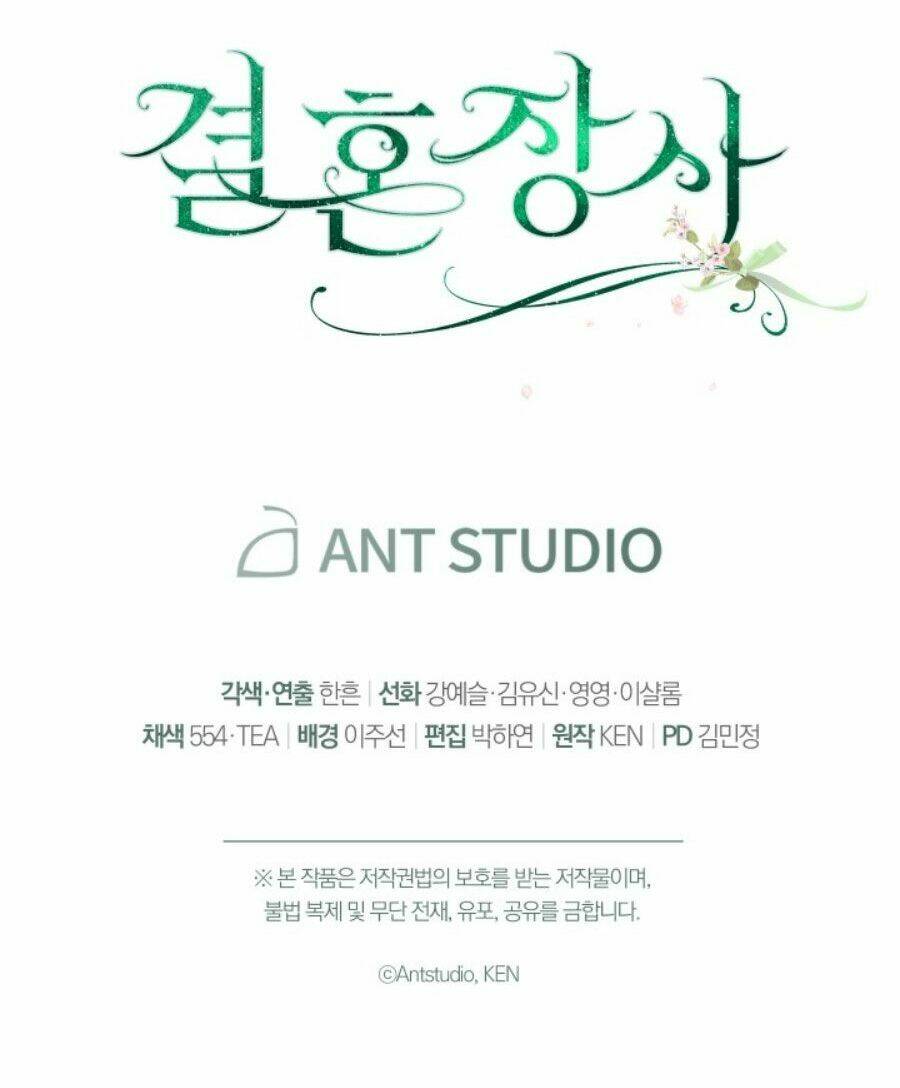 결혼장사
ANT STUDIO
각색·연출 한흔 | 선화 강예슬·김유신·영영·이샬롬
채색 554·TEA | 배경 이주선 | 편집 박하연 | 원작 KEN | PD 김민정
※ 본 작품은 저작권법의 보호를 받는 저작물이며,
불법 복제 및 무단 전재, 유포, 공유를 금합니다.
©Antstudio, KEN